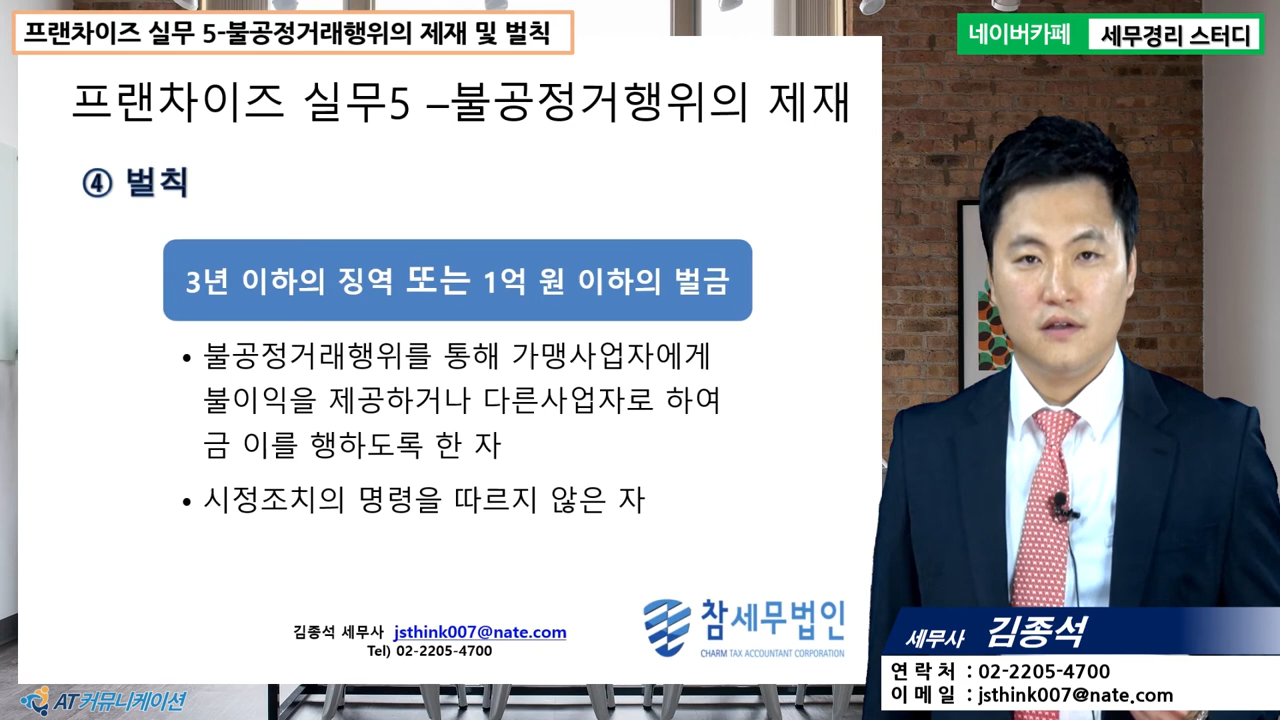 프랜차이즈 실무 5-불공정거래행위의 제재 및 벌칙
네이버카페 세무경리 스터디
프랜차이즈 실무5 –불공정거행위의 제재
④ 벌칙
3년 이하의 징역 또는 1억 원 이하의 벌금
• 불공정거래행위를 통해 가맹사업자에게
불이익을 제공하거나 다른사업자로 하여
금 이를 행하도록 한 자
• 시정조치의 명령을 따르지 않은 자
김종석 세무사 jsthink007@nate.com
Tel) 02-2205-4700
참세무법인
CHARM TAX ACCOUNTANT CORPORATION
세무사 김종석
연 락 처 : 02-2205-4700
이 메 일 : jsthink007@nate.com
AT커뮤니케이션